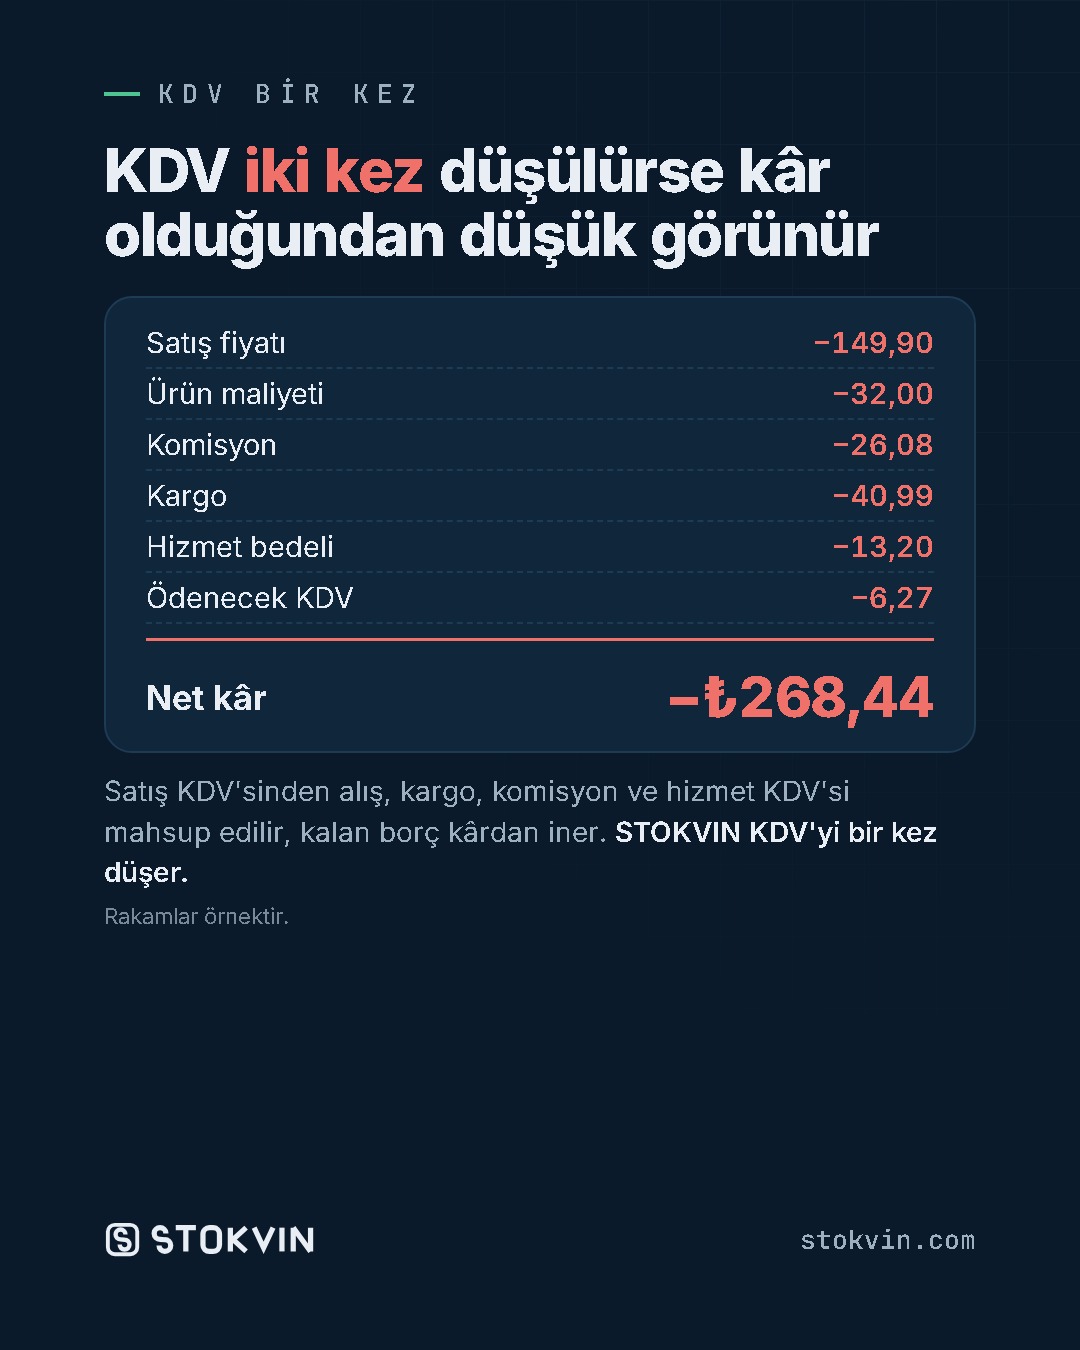 KDV BİR KEZ
KDV iki kez düşülürse kâr
olduğundan düşük görünür
Satış fiyatı −149,90
Ürün maliyeti −32,00
Komisyon −26,08
Kargo −40,99
Hizmet bedeli −13,20
Ödenecek KDV −6,27
Net kâr −₺268,44
Satış KDV'sinden alış, kargo, komisyon ve hizmet KDV'si
mahsup edilir, kalan borç kârdan iner. STOKVIN KDV'yi bir kez
düşer.
Rakamlar örnektir.
STOKVIN
stokvin.com